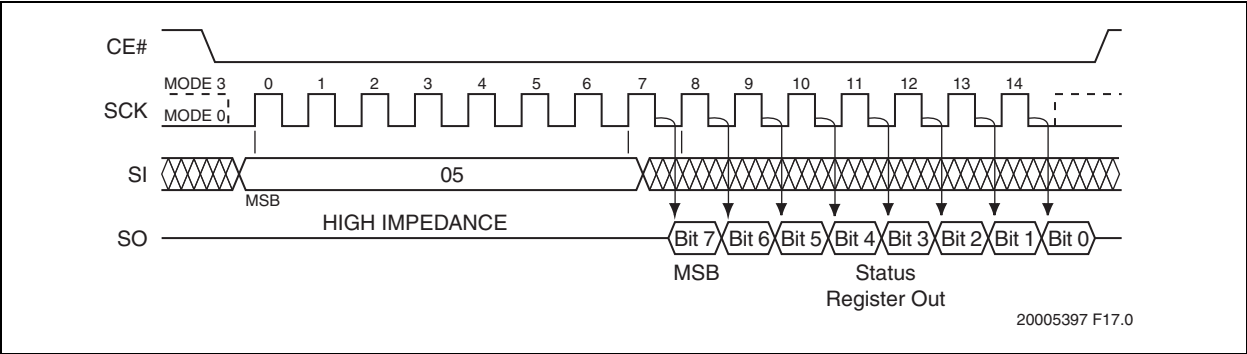 CE#
MODE 3 0 1 2 3 4 5 6 7 8 9 10 11 12 13 14
SCK
MODE 0
SI 05
MSB
HIGH IMPEDANCE
SO Bit 7 Bit 6 Bit 5 Bit 4 Bit 3 Bit 2 Bit 1 Bit 0
MSB Status
Register Out
20005397 F17.0